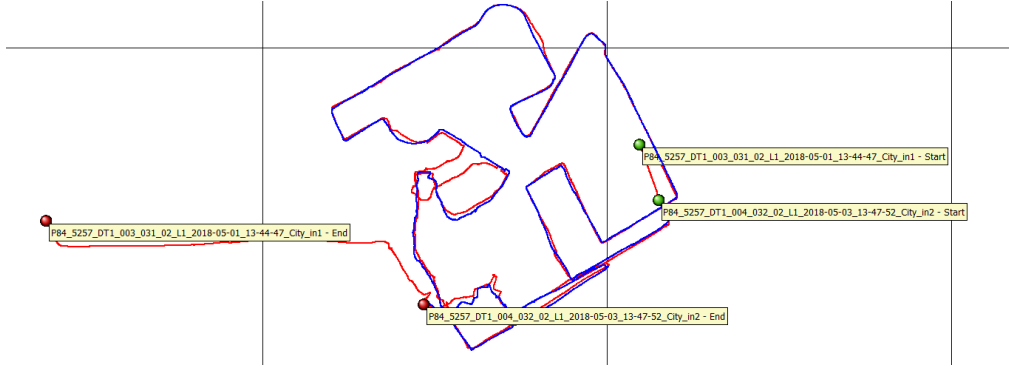 P84_5257_DT1_003_031_02_L1_2018-05-01_13-44-47_City_in1 - Start
P84_5257_DT1_004_032_02_L1_2018-05-03_13-47-52_City_in2 - Start
P84_5257_DT1_003_031_02_L1_2018-05-01_13-44-47_City_in1 - End
P84_5257_DT1_004_032_02_L1_2018-05-03_13-47-52_City_in2 - End